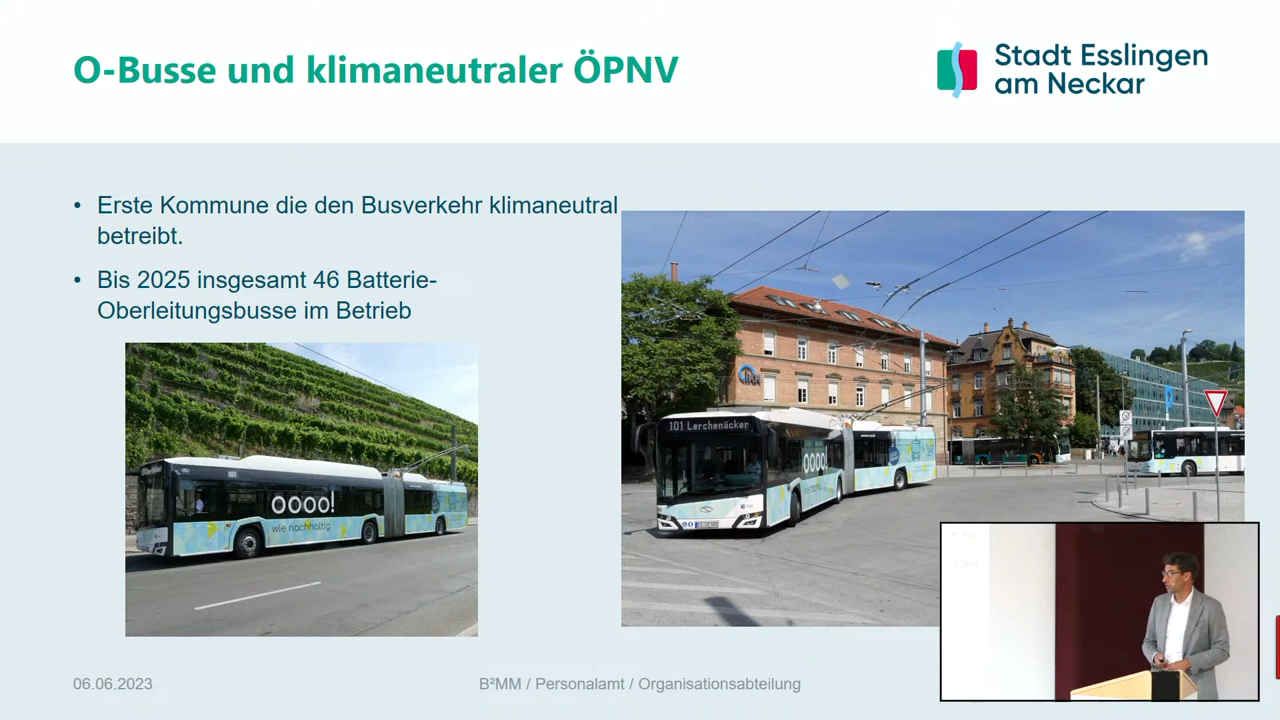 O-Busse und klimaneutraler ÖPNV
Stadt Esslingen
am Neckar
• Erste Kommune die den Busverkehr klimaneutral
betreibt.
• Bis 2025 insgesamt 46 Batterie-
Oberleitungsbusse im Betrieb
oooo!
wie nachhaltig
101 Lerchenäcker
oooo!
06.06.2023
B²MM / Personalamt / Organisationsabteilung